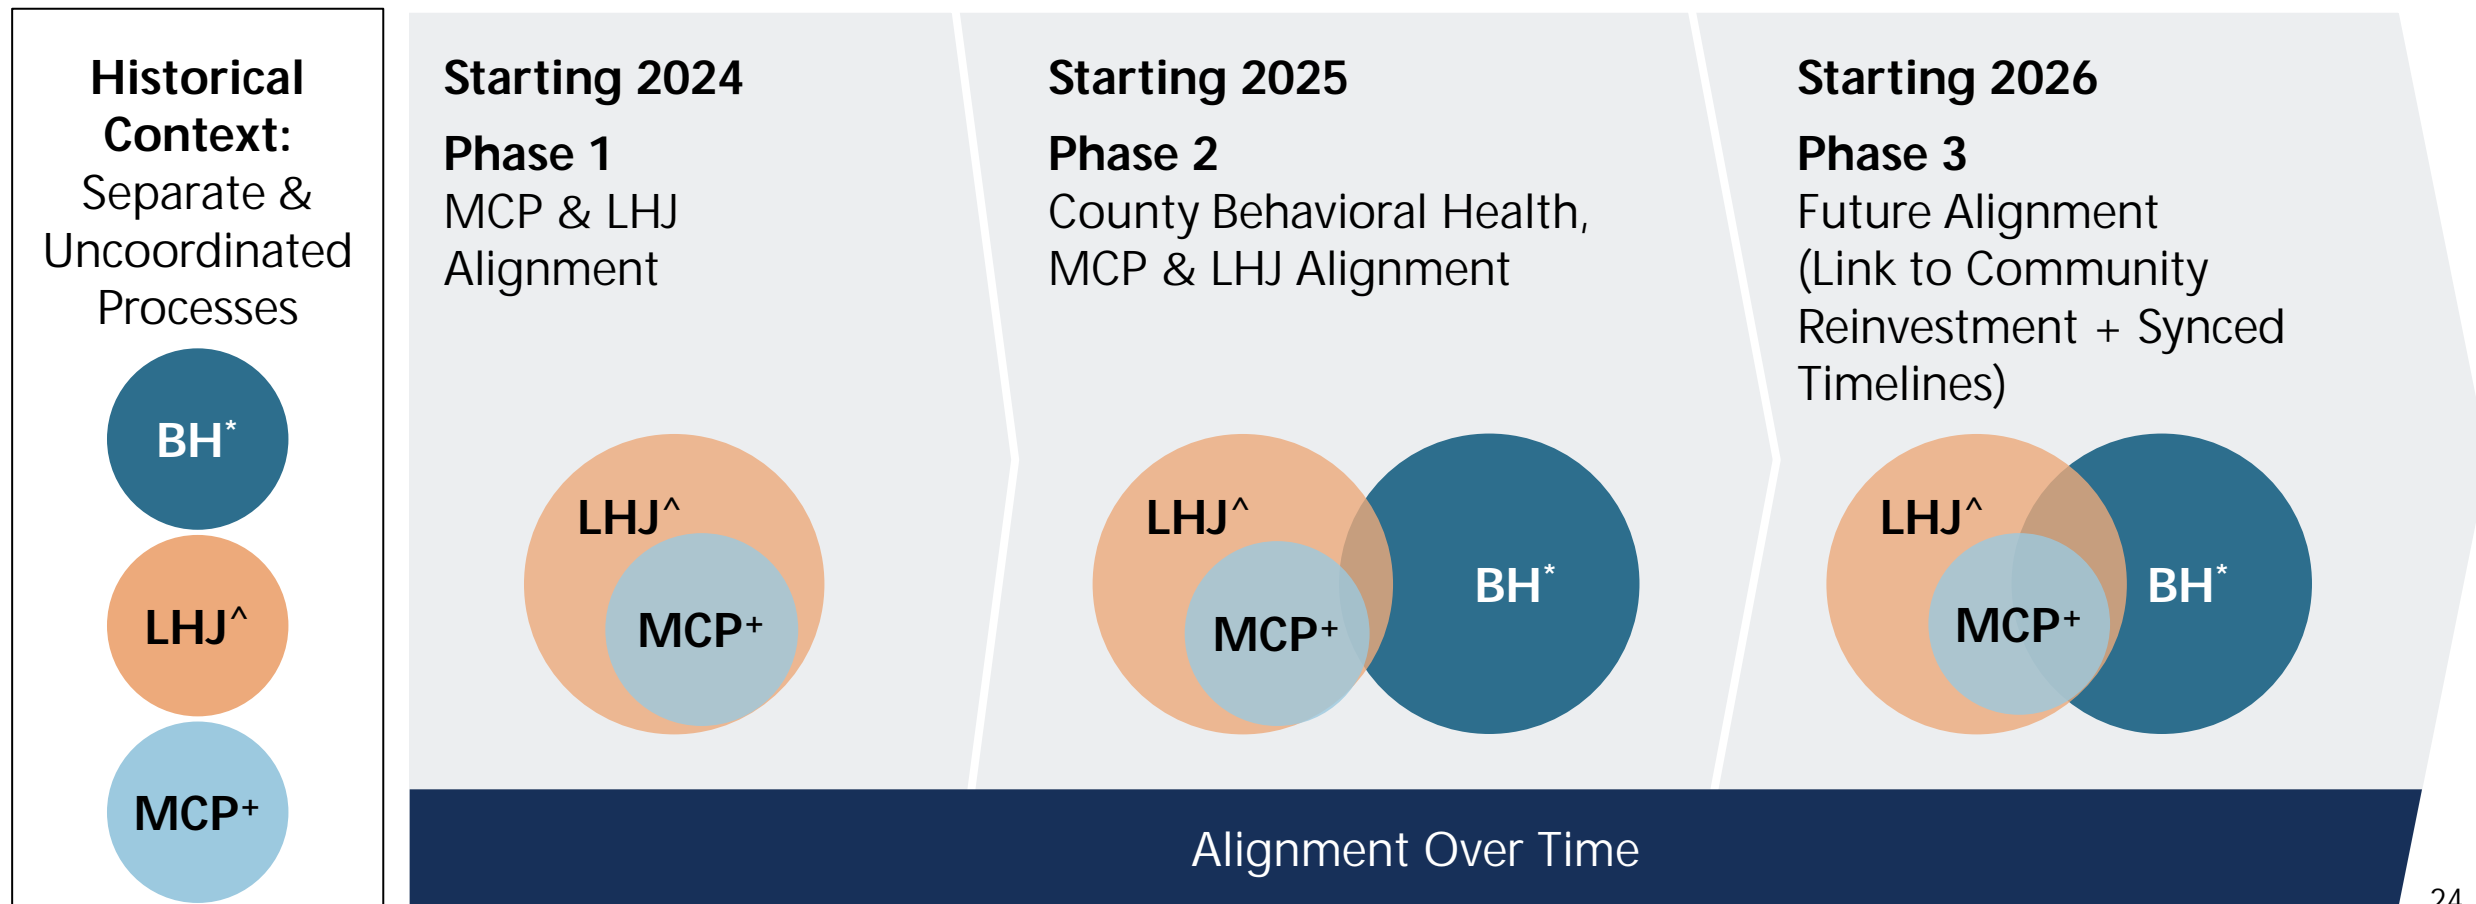 Historical
Context:
Separate &
Uncoordinated
Processes
BH*
LHJ^
MCP+
Starting 2024
Phase 1
MCP & LHJ
Alignment
LHJ^
MCP+
Starting 2025
Phase 2
County Behavioral Health,
MCP & LHJ Alignment
LHJ^
MCP+
BH*
Starting 2026
Phase 3
Future Alignment
(Link to Community
Reinvestment + Synced
Timelines)
LHJ^
MCP+
BH*
Alignment Over Time
24